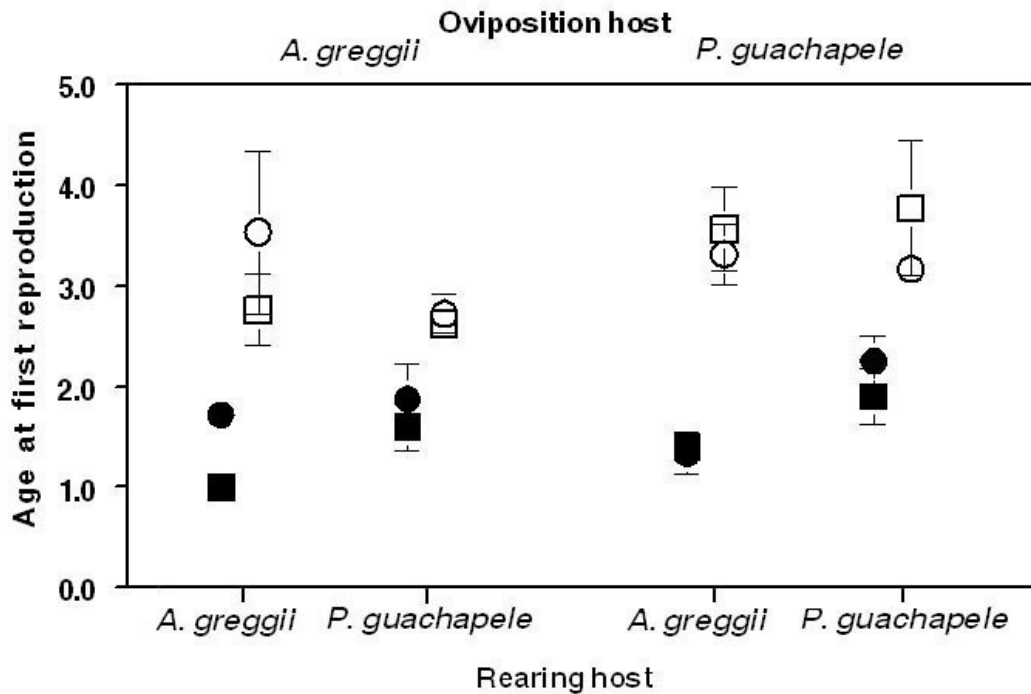 Oviposition host
A. greggii P. guachapele
5.0
4.0
3.0
2.0
1.0
0.0
Age at first reproduction
A. greggii P. guachapele A. greggii P. guachapele
Rearing host